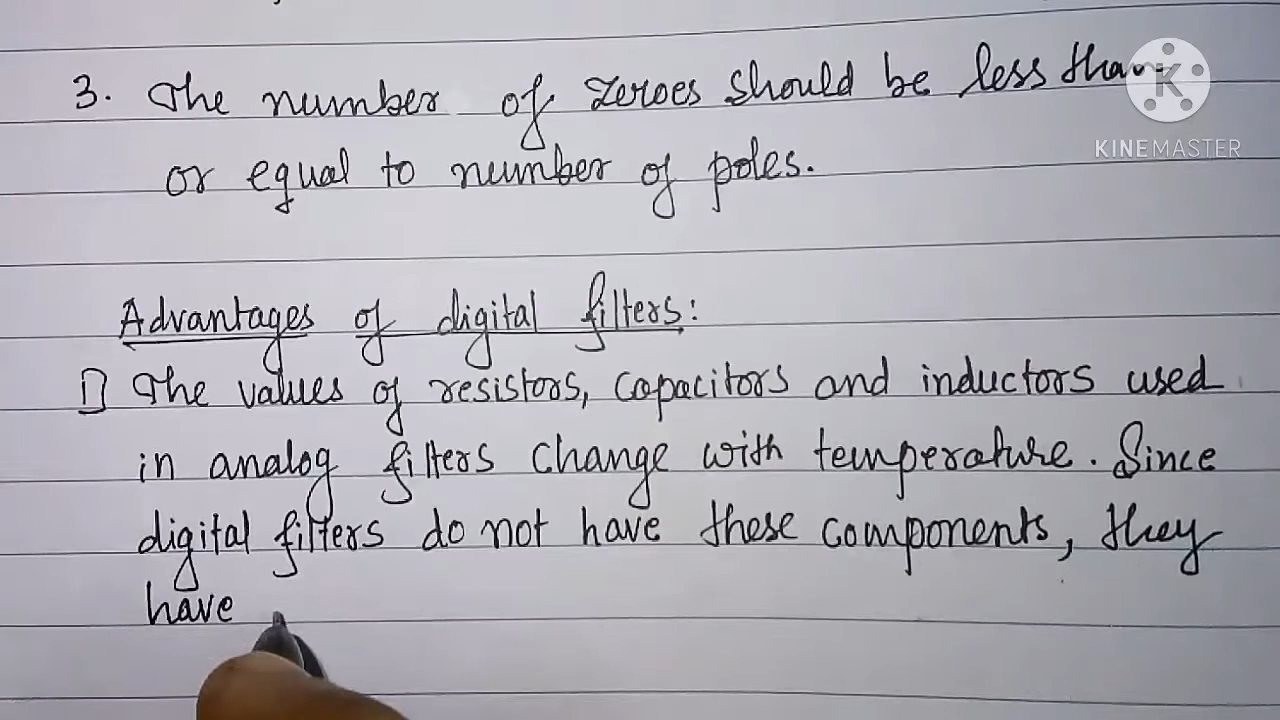 3. The number of zeroes should be less than
or equal to number of poles.
Advantages of digital filters:
1] The values of resistors, capacitors and inductors used
in analog filters change with temperature. Since
digital filters do not have these components, they
have
K
KINEMASTER